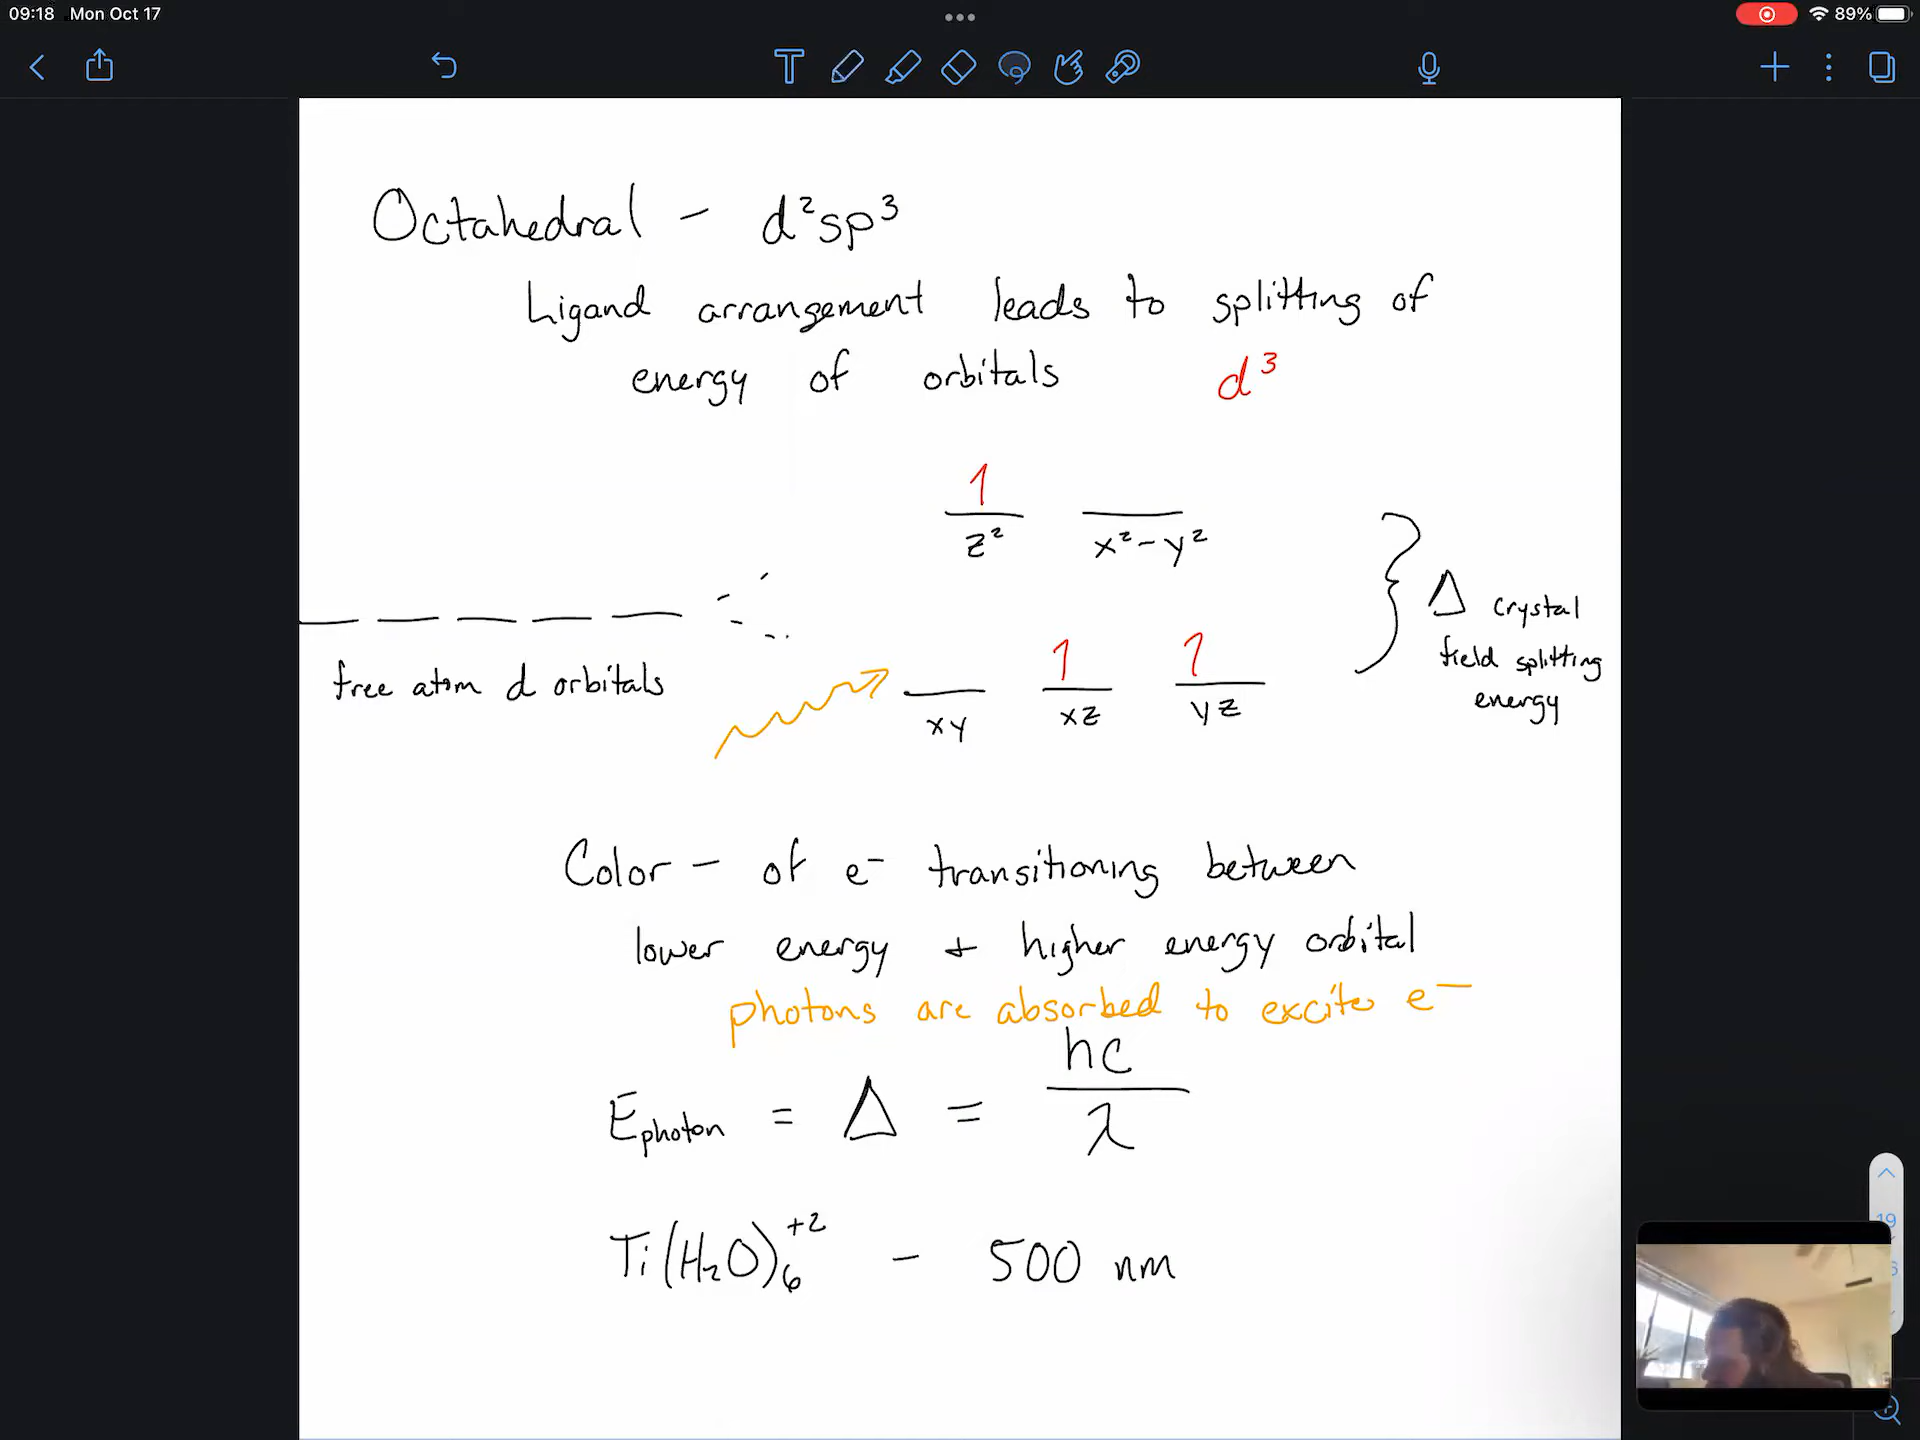 09:18 Mon Oct 17
89%
Octahedral – d²sp³
Ligand arrangement leads to splitting of
energy of orbitals d³
1
z² x²-y²
Δ crystal
field splitting
energy
free atom d orbitals
1 1
xy xz yz
Color – of e⁻ transitioning between
lower energy + higher energy orbital
photons are absorbed to excite e⁻
E photon = Δ = hc/λ
Ti(H₂O)₆⁺² – 500 nm
19